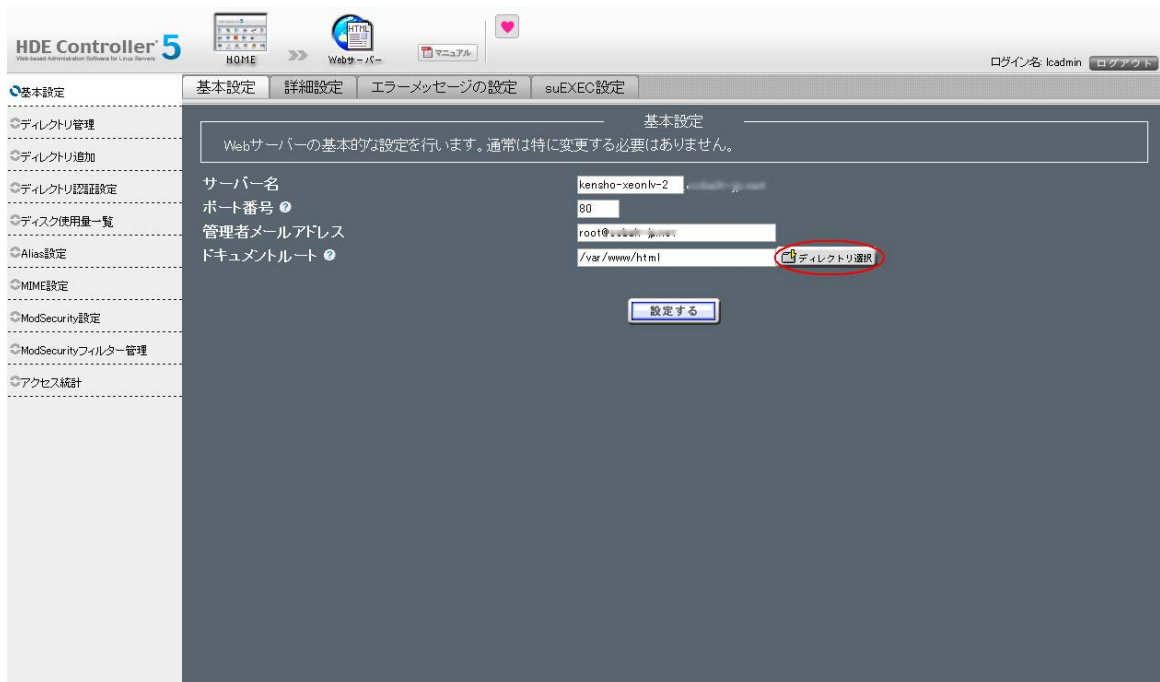 HDE Controller 5
Web-based Administration Software for Linux Servers
HOME
HTML
Webサーバー
マニュアル
ログイン名: lcadmin ログアウト
基本設定
ディレクトリ管理
ディレクトリ追加
ディレクトリ認証設定
ディスク使用量一覧
Alias設定
MIME設定
ModSecurity設定
ModSecurityフィルター管理
アクセス統計
基本設定 詳細設定 エラーメッセージの設定 suEXEC設定
基本設定
Webサーバーの基本的な設定を行います。通常は特に変更する必要はありません。
サーバー名 kensho-xeonlv-2
ポート番号 80
管理者メールアドレス root@
ドキュメントルート /var/www/html ディレクトリ選択
設定する